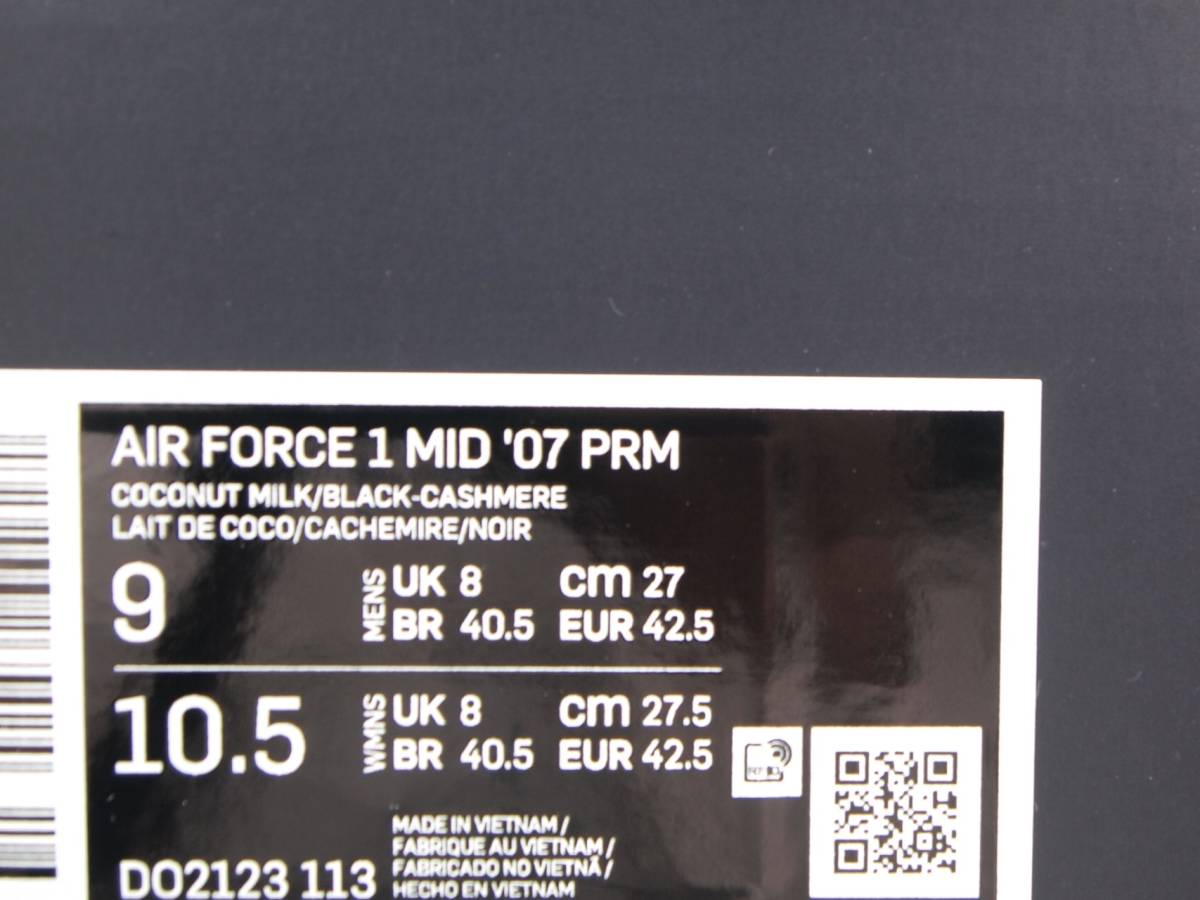 AIR FORCE 1 MID '07 PRM
COCONUT MILK/BLACK-CASHMERE
LAIT DE COCO/CACHEMIRE/NOIR
9 MENS UK 8 cm 27
BR 40.5 EUR 42.5
10.5 WMNS UK 8 cm 27.5
BR 40.5 EUR 42.5
MADE IN VIETNAM /
FABRIQUE AU VIETNAM /
FABRICADO NO VIETNÃ /
HECHO EN VIETNAM
DO2123 113